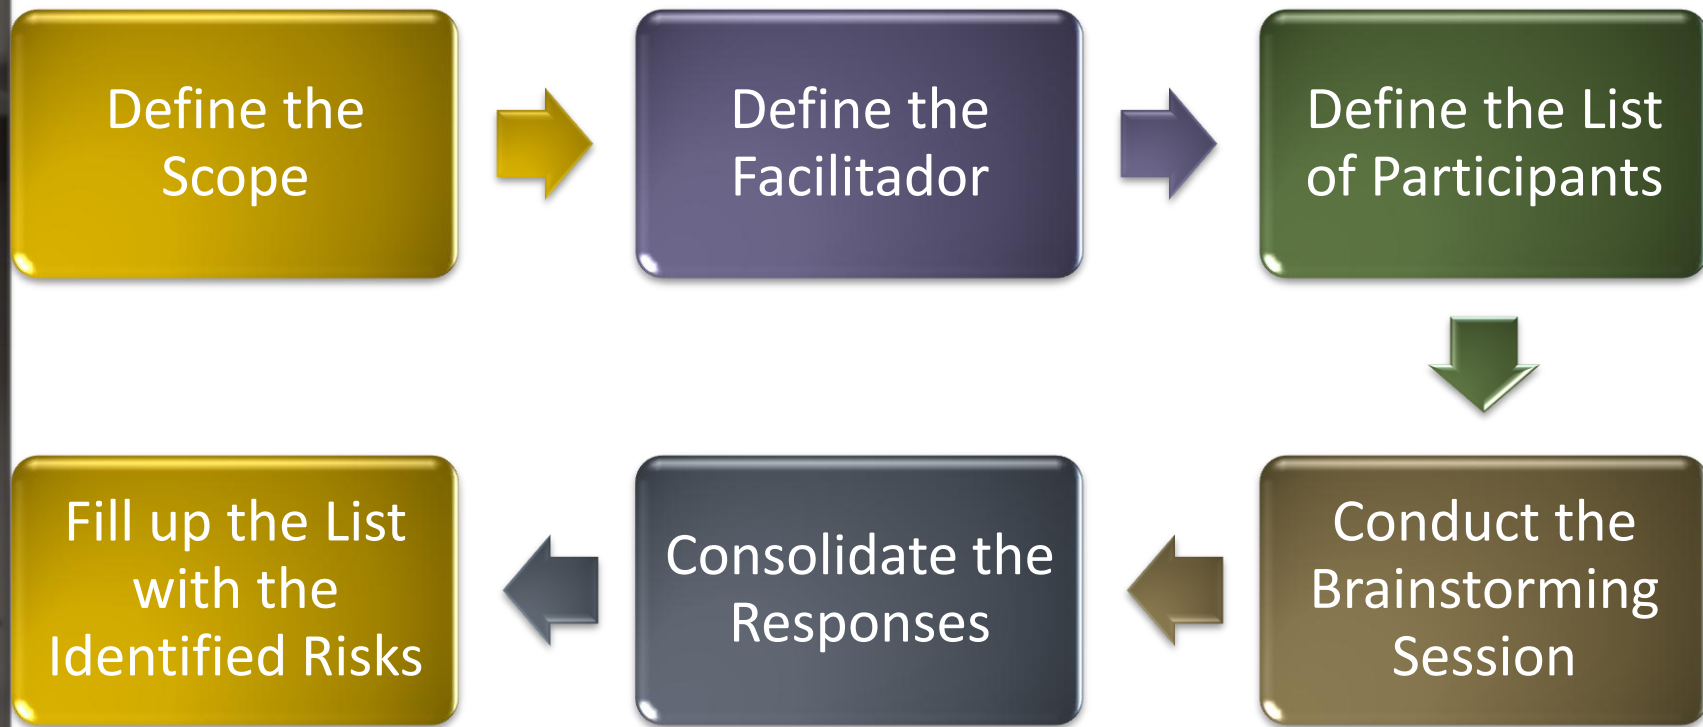 Define the
Scope
Define the
Facilitador
Define the List
of Participants
Conduct the
Brainstorming
Session
Consolidate the
Responses
Fill up the List
with the
Identified Risks